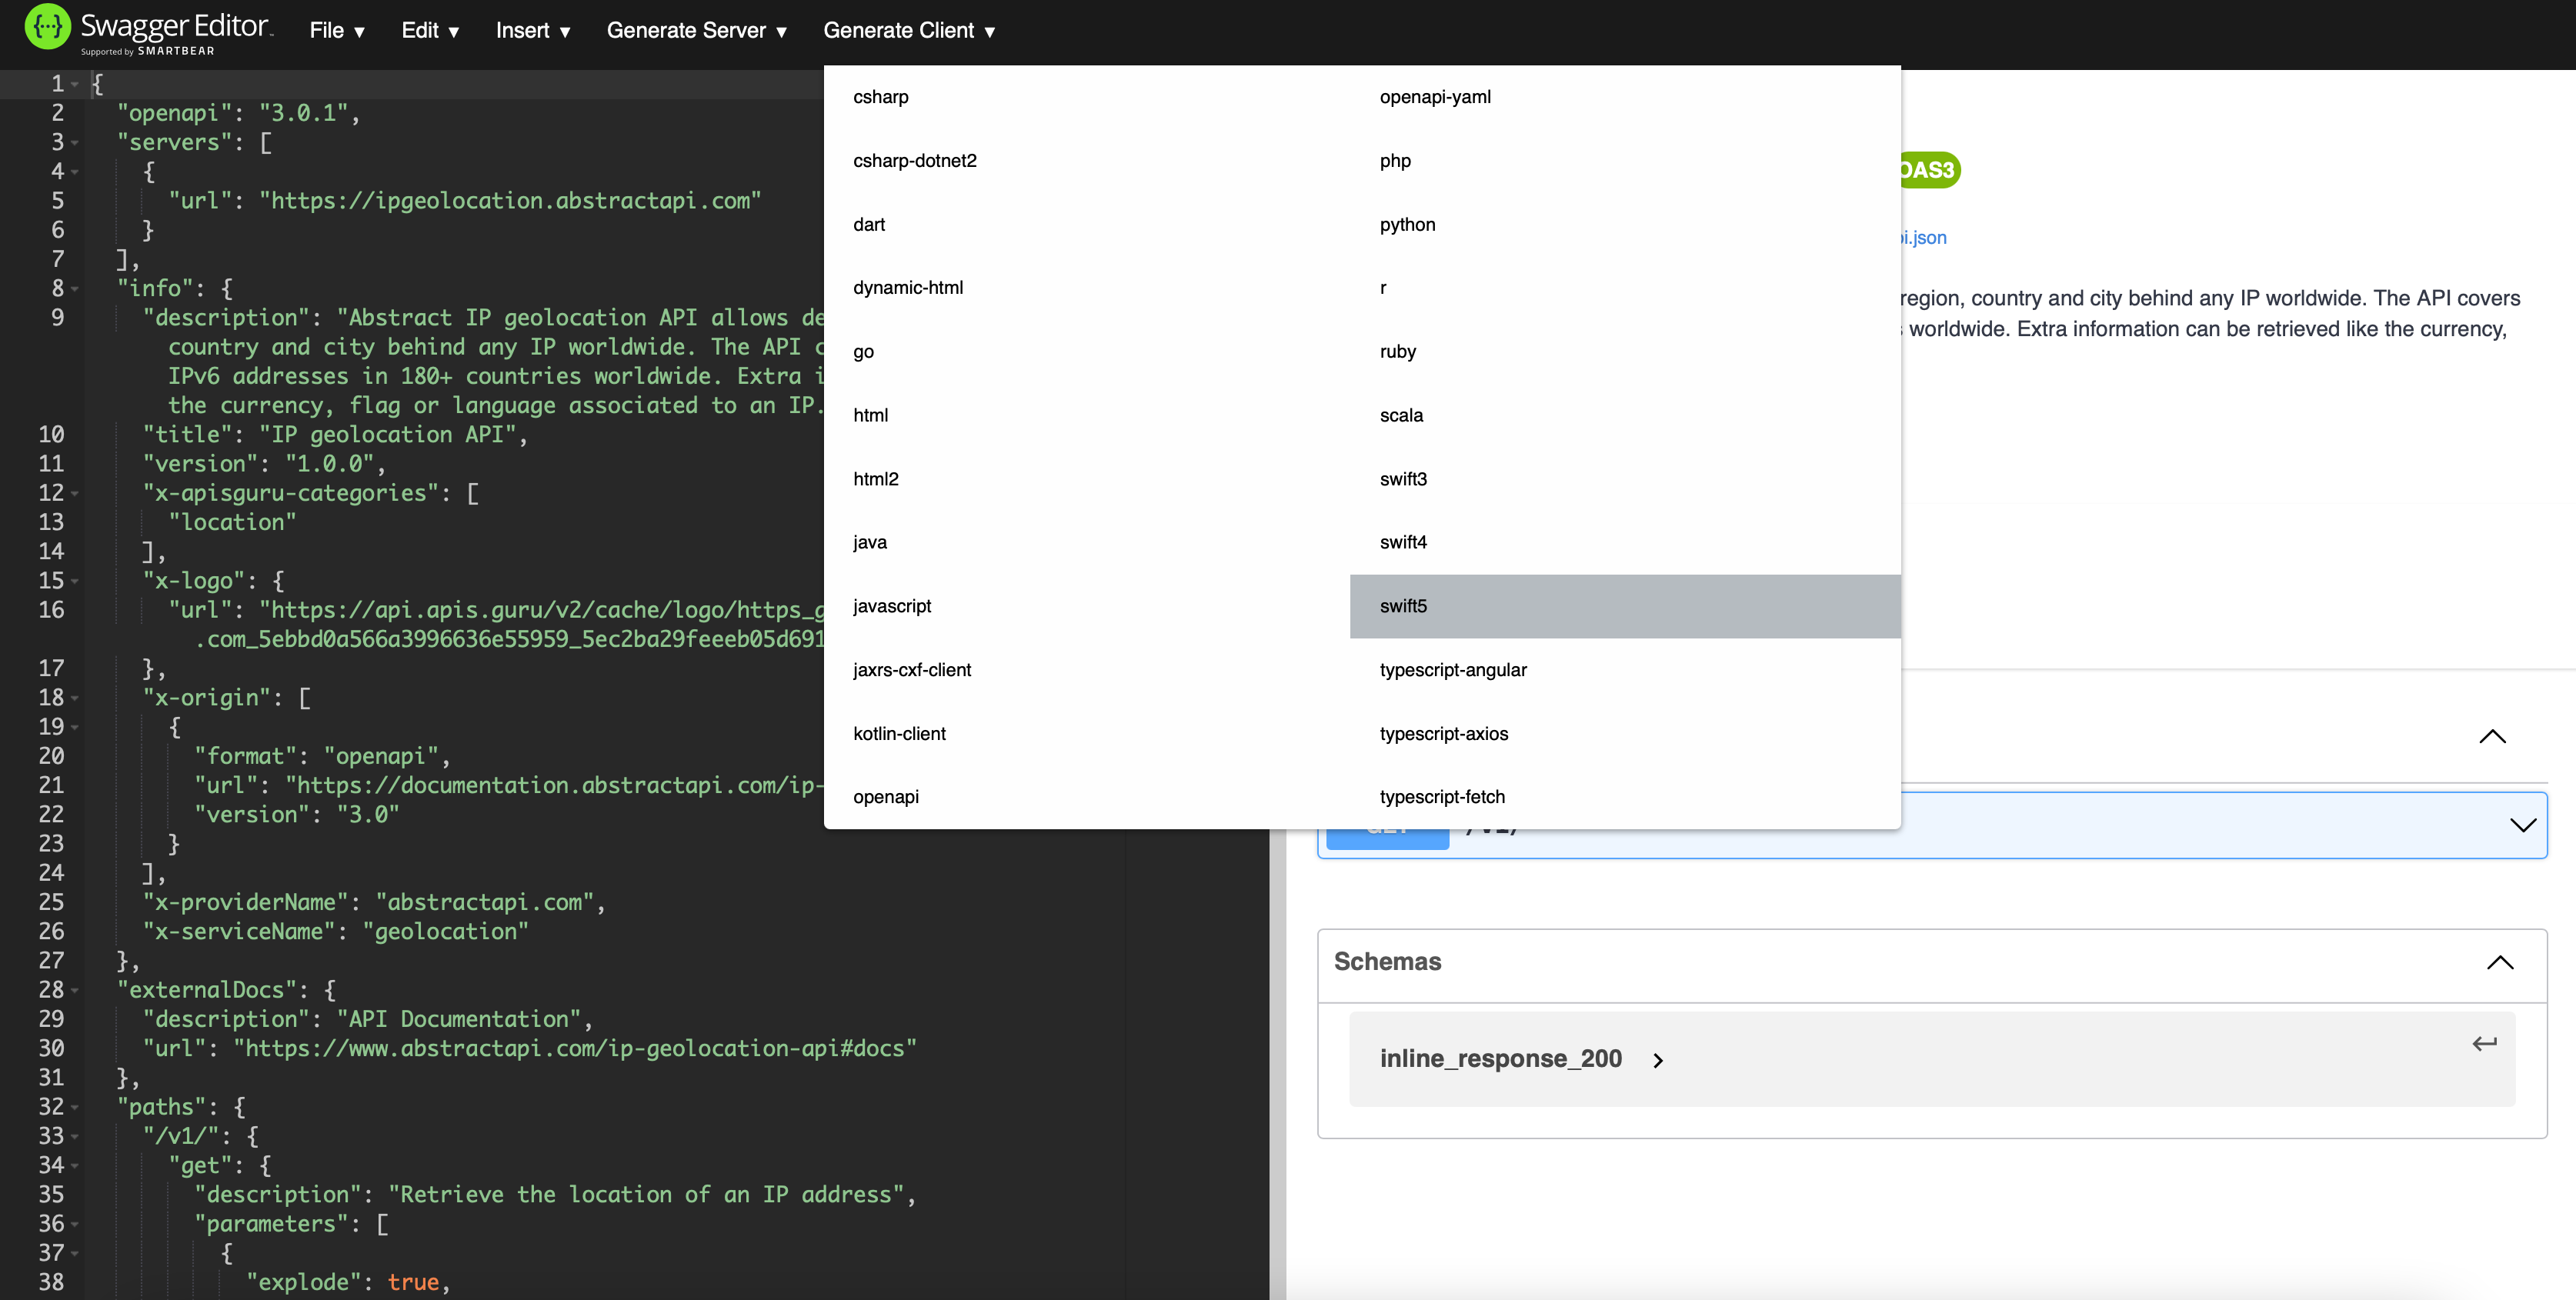 Swagger Editor
Supported by SMARTBEAR
File ▼ Edit ▼ Insert ▼ Generate Server ▼ Generate Client ▼
1 {
2 "openapi": "3.0.1",
3 "servers": [
4 {
5 "url": "https://ipgeolocation.abstractapi.com"
6 }
7 ],
8 "info": {
9 "description": "Abstract IP geolocation API allows de
country and city behind any IP worldwide. The API c
IPv6 addresses in 180+ countries worldwide. Extra i
the currency, flag or language associated to an IP.
10 "title": "IP geolocation API",
11 "version": "1.0.0",
12 "x-apisguru-categories": [
13 "location"
14 ],
15 "x-logo": {
16 "url": "https://api.apis.guru/v2/cache/logo/https_g
.com_5ebbd0a566a3996636e55959_5ec2ba29feeeb05d691
17 },
18 "x-origin": [
19 {
20 "format": "openapi",
21 "url": "https://documentation.abstractapi.com/ip-
22 "version": "3.0"
23 }
24 ],
25 "x-providerName": "abstractapi.com",
26 "x-serviceName": "geolocation"
27 },
28 "externalDocs": {
29 "description": "API Documentation",
30 "url": "https://www.abstractapi.com/ip-geolocation-api#docs"
31 },
32 "paths": {
33 "/v1/": {
34 "get": {
35 "description": "Retrieve the location of an IP address",
36 "parameters": [
37 {
38 "explode": true,
csharp
csharp-dotnet2
dart
dynamic-html
go
html
html2
java
javascript
jaxrs-cxf-client
kotlin-client
openapi
openapi-yaml
php
python
r
ruby
scala
swift3
swift4
swift5
typescript-angular
typescript-axios
typescript-fetch
OAS3
i.json
region, country and city behind any IP worldwide. The API covers
worldwide. Extra information can be retrieved like the currency,
GET /v1/
Schemas
inline_response_200